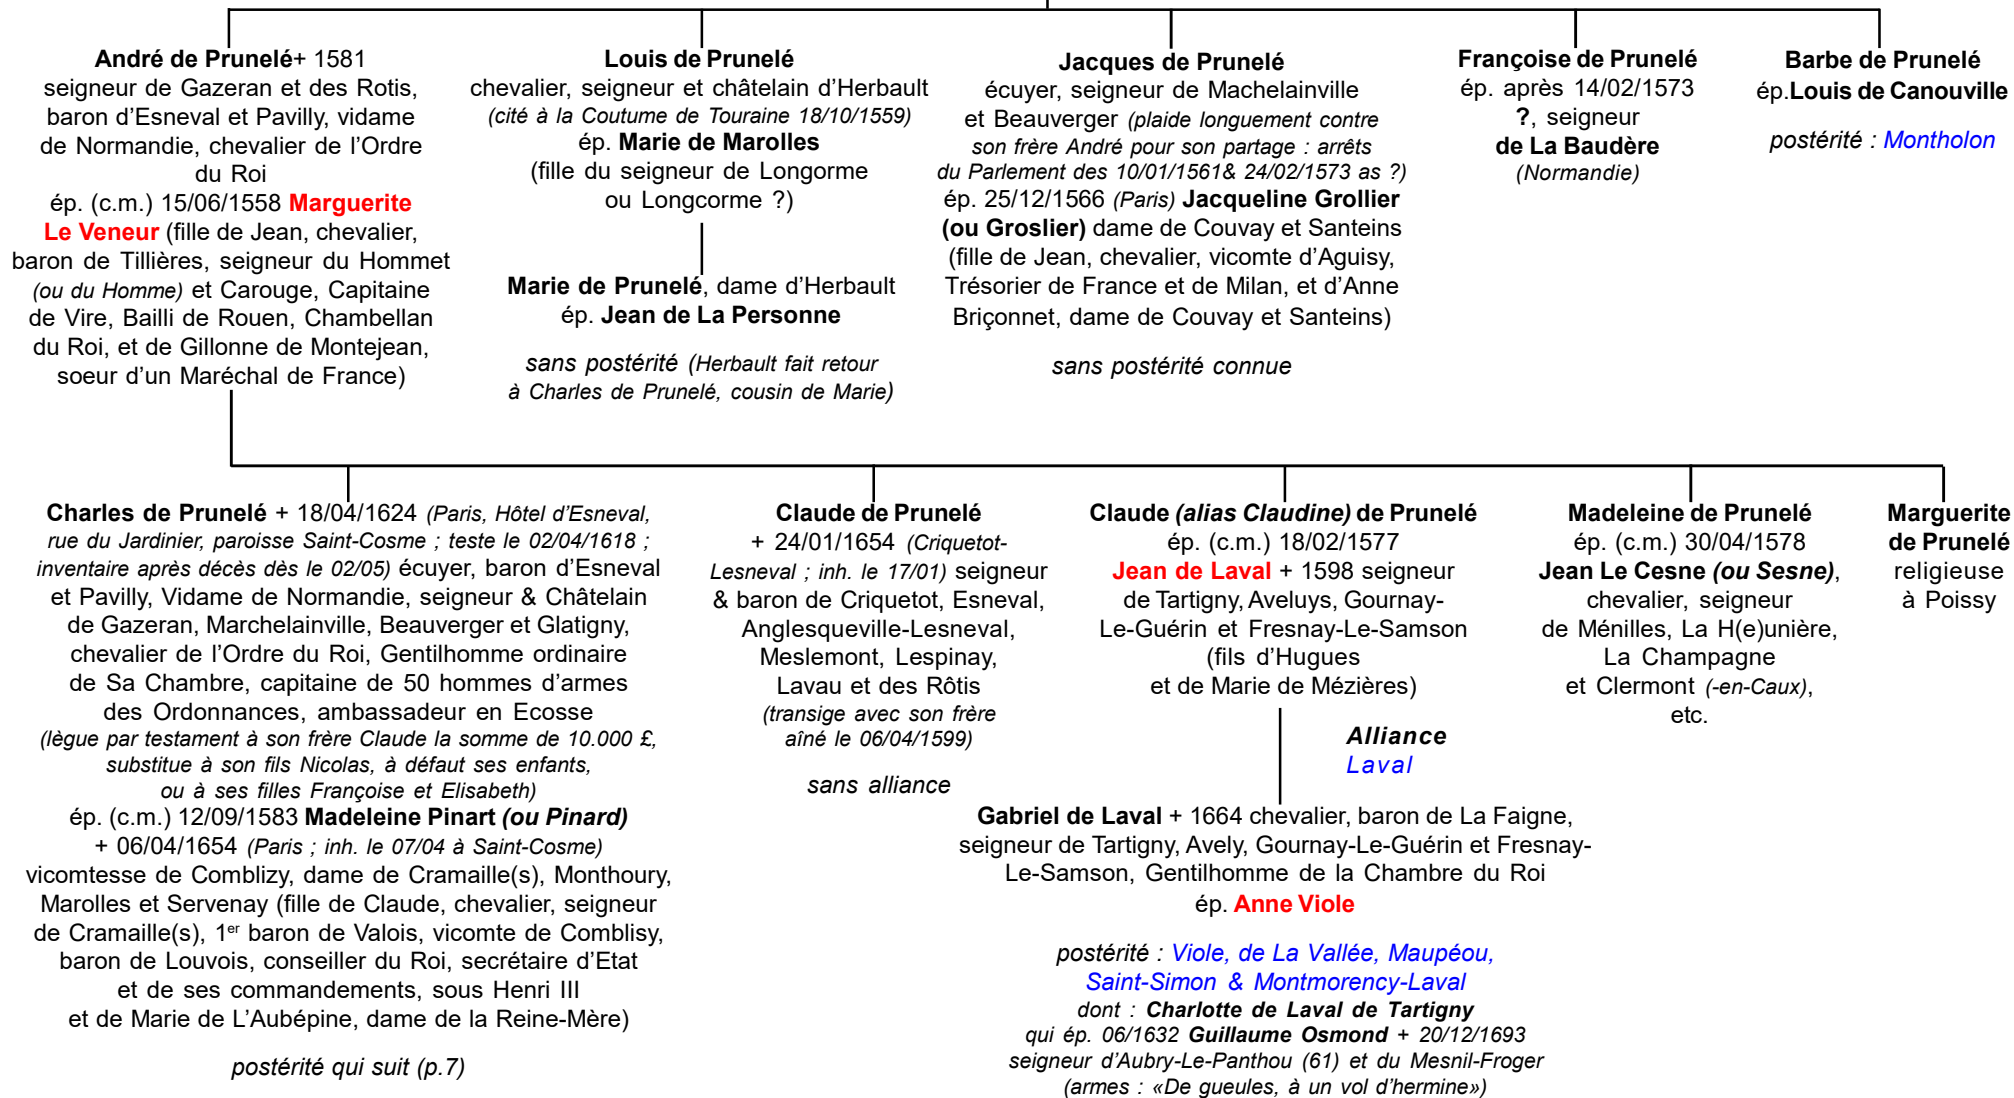 André de Prunelé+ 1581
seigneur de Gazeran et des Rotis,
baron d'Esneval et Pavilly, vidame
de Normandie, chevalier de l'Ordre
du Roi
ép. (c.m.) 15/06/1558 Marguerite
Le Veneur (fille de Jean, chevalier,
baron de Tillières, seigneur du Hommet
(ou du Homme) et Carouge, Capitaine
de Vire, Bailli de Rouen, Chambellan
du Roi, et de Gillonne de Montejean,
soeur d'un Maréchal de France)
Louis de Prunelé
chevalier, seigneur et châtelain d'Herbault
(cité à la Coutume de Touraine 18/10/1559)
ép. Marie de Marolles
(fille du seigneur de Longorme
ou Longcorme ?)
Marie de Prunelé, dame d'Herbault
ép. Jean de La Personne
sans postérité (Herbault fait retour
à Charles de Prunelé, cousin de Marie)
Jacques de Prunelé
écuyer, seigneur de Machelainville
et Beauverger (plaide longuement contre
son frère André pour son partage : arrêts
du Parlement des 10/01/1561& 24/02/1573 as ?)
ép. 25/12/1566 (Paris) Jacqueline Grollier
(ou Groslier) dame de Couvay et Santeins
(fille de Jean, chevalier, vicomte d'Aguisy,
Trésorier de France et de Milan, et d'Anne
Briçonnet, dame de Couvay et Santeins)
sans postérité connue
Françoise de Prunelé
ép. après 14/02/1573
?, seigneur
de La Baudère
(Normandie)
Barbe de Prunelé
ép.Louis de Canouville
postérité : Montholon
Charles de Prunelé + 18/04/1624 (Paris, Hôtel d'Esneval,
rue du Jardinier, paroisse Saint-Cosme ; teste le 02/04/1618 ;
inventaire après décès dès le 02/05) écuyer, baron d'Esneval
et Pavilly, Vidame de Normandie, seigneur & Châtelain
de Gazeran, Marchelainville, Beauverger et Glatigny,
chevalier de l'Ordre du Roi, Gentilhomme ordinaire
de Sa Chambre, capitaine de 50 hommes d'armes
des Ordonnances, ambassadeur en Ecosse
(lègue par testament à son frère Claude la somme de 10.000 £,
substitue à son fils Nicolas, à défaut ses enfants,
ou à ses filles Françoise et Elisabeth)
ép. (c.m.) 12/09/1583 Madeleine Pinart (ou Pinard)
+ 06/04/1654 (Paris ; inh. le 07/04 à Saint-Cosme)
vicomtesse de Comblizy, dame de Cramaille(s), Monthoury,
Marolles et Servenay (fille de Claude, chevalier, seigneur
de Cramaille(s), 1er baron de Valois, vicomte de Comblisy,
baron de Louvois, conseiller du Roi, secrétaire d'Etat
et de ses commandements, sous Henri III
et de Marie de L'Aubépine, dame de la Reine-Mère)
postérité qui suit (p.7)
Claude de Prunelé
+ 24/01/1654 (Criquetot-
Lesneval ; inh. le 17/01) seigneur
& baron de Criquetot, Esneval,
Anglesqueville-Lesneval,
Meslemont, Lespinay,
Lavau et des Rôtis
(transige avec son frère
aîné le 06/04/1599)
sans alliance
Claude (alias Claudine) de Prunelé
ép. (c.m.) 18/02/1577
Jean de Laval + 1598 seigneur
de Tartigny, Aveluys, Gournay-
Le-Guérin et Fresnay-Le-Samson
(fils d'Hugues
et de Marie de Mézières)
Alliance
Laval
Gabriel de Laval + 1664 chevalier, baron de La Faigne,
seigneur de Tartigny, Avely, Gournay-Le-Guérin et Fresnay-
Le-Samson, Gentilhomme de la Chambre du Roi
ép. Anne Viole
postérité : Viole, de La Vallée, Maupéou,
Saint-Simon & Montmorency-Laval
dont : Charlotte de Laval de Tartigny
qui ép. 06/1632 Guillaume Osmond + 20/12/1693
seigneur d'Aubry-Le-Panthou (61) et du Mesnil-Froger
(armes : «De gueules, à un vol d'hermine»)
Madeleine de Prunelé
ép. (c.m.) 30/04/1578
Jean Le Cesne (ou Sesne),
chevalier, seigneur
de Ménilles, La H(e)unière,
La Champagne
et Clermont (-en-Caux),
etc.
Marguerite
de Prunelé
religieuse
à Poissy